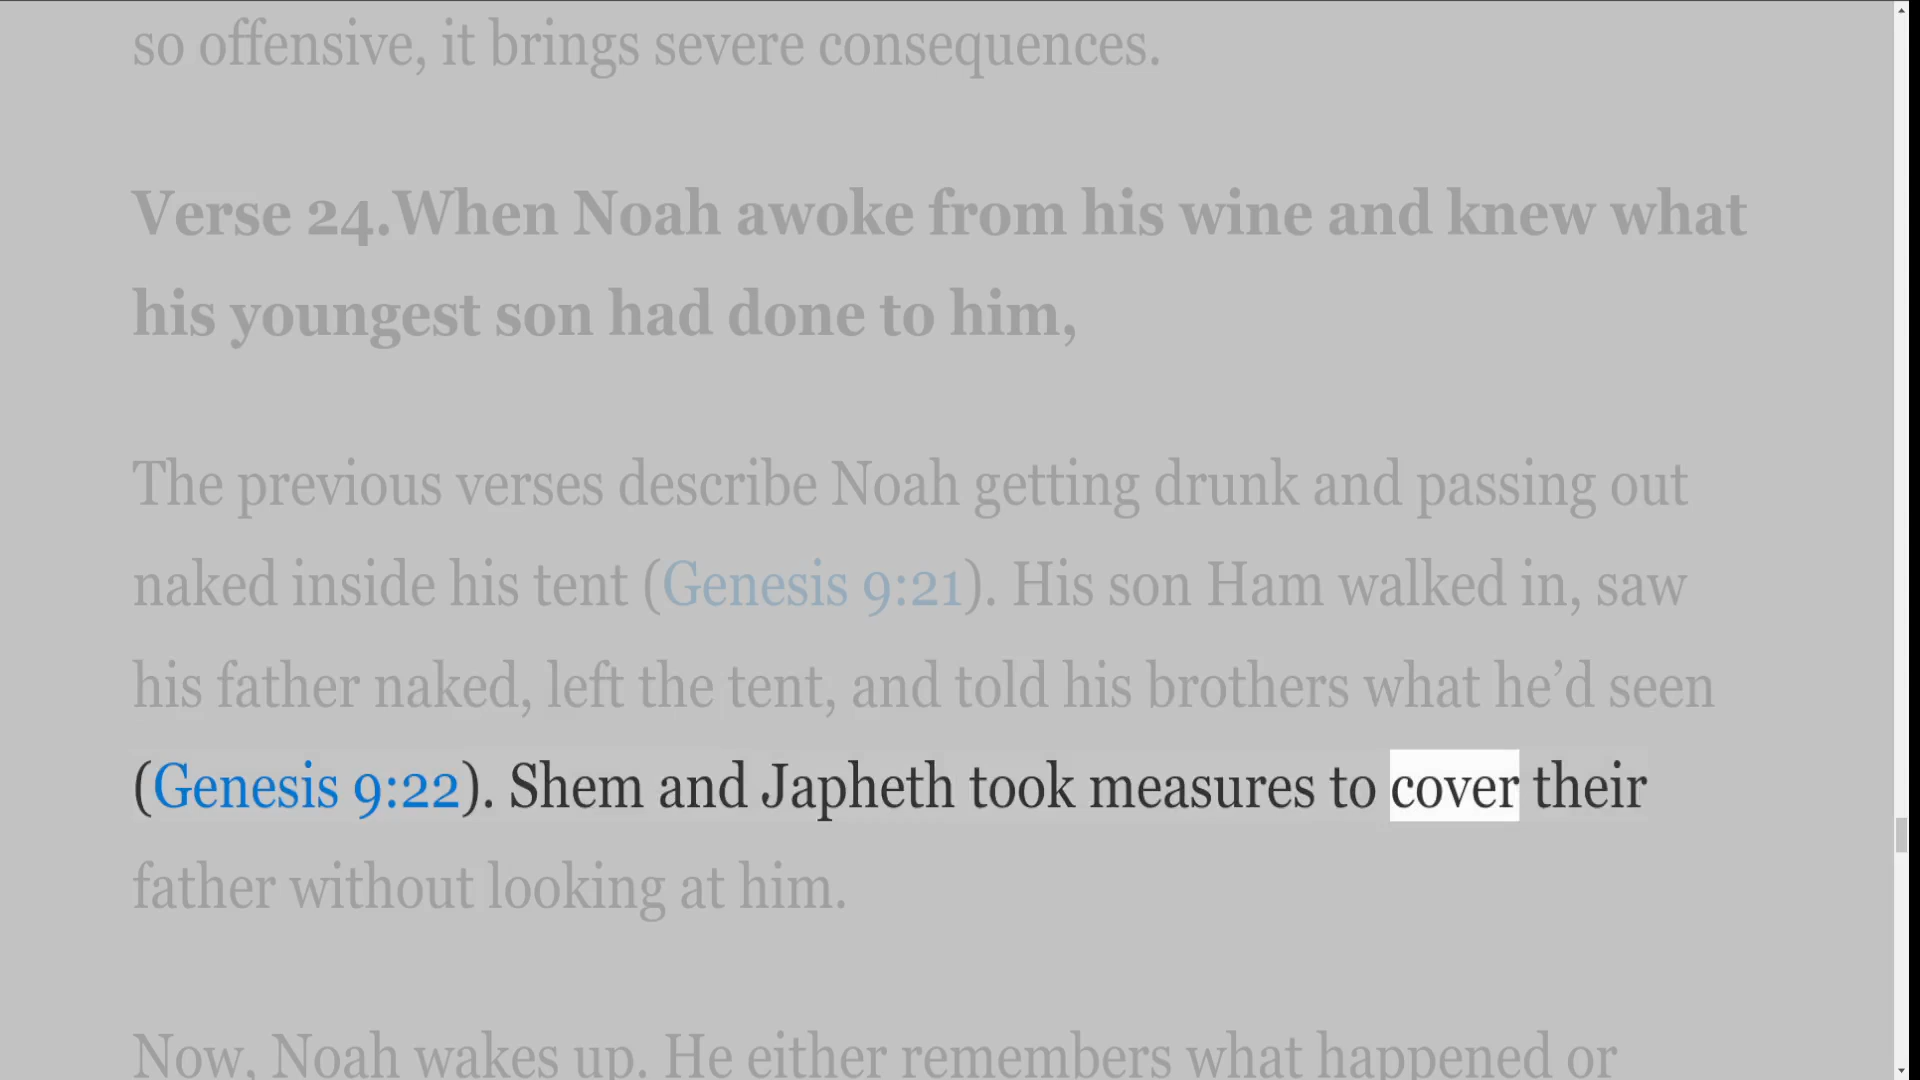 so offensive, it brings severe consequences.
Verse 24.When Noah awoke from his wine and knew what
his youngest son had done to him,
The previous verses describe Noah getting drunk and passing out
naked inside his tent (Genesis 9:21). His son Ham walked in, saw
his father naked, left the tent, and told his brothers what he’d seen
(Genesis 9:22). Shem and Japheth took measures to cover their
father without looking at him.
Now, Noah wakes up. He either remembers what happened or